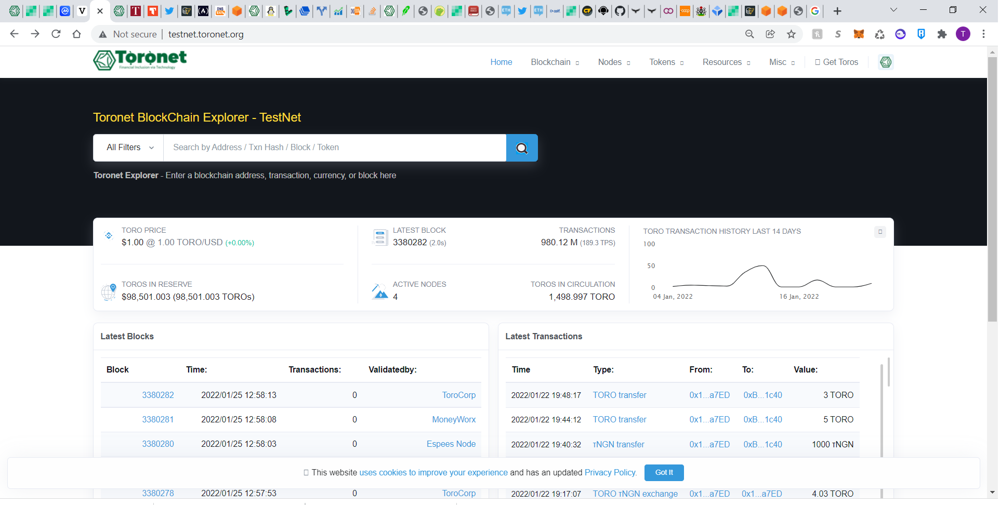 Not secure
testnet.toronet.org
T
Tòrònet
Financial Inclusion via Technology
Home
Blockchain
Nodes
Tokens
Resources
Misc
Get Toros
Toronet BlockChain Explorer - TestNet
All Filters
Search by Address / Txn Hash / Block / Token
Toronet Explorer - Enter a blockchain address, transaction, currency, or block here
TORO PRICE
$1.00 @ 1.00 TORO/USD (+0.00%)
TOROS IN RESERVE
$98,501.003 (98,501.003 TOROs)
LATEST BLOCK
3380282 (2.0s)
TRANSACTIONS
980.12 M (189.3 TPS)
ACTIVE NODES
4
TOROS IN CIRCULATION
1,498.997 TORO
TORO TRANSACTION HISTORY LAST 14 DAYS
100
50
0
04 Jan, 2022
16 Jan, 2022
Latest Blocks
Block Time: Transactions: Validatedby:
3380282 2022/01/25 12:58:13 0 ToroCorp
3380281 2022/01/25 12:58:08 0 MoneyWorx
3380280 2022/01/25 12:58:03 0 Espees Node
3380278 2022/01/25 12:57:53 0 ToroCorp
Latest Transactions
Time Type: From: To: Value:
2022/01/22 19:48:17 TORO transfer 0x1...a7ED 0xB...1c40 3 TORO
2022/01/22 19:44:12 TORO transfer 0x1...a7ED 0xB...1c40 5 TORO
2022/01/22 19:40:32 τNGN transfer 0x1...a7ED 0xB...1c40 1000 τNGN
2022/01/22 19:17:07 TORO τNGN exchange 0x1...a7ED 0x1...a7ED 4.03 TORO
This website uses cookies to improve your experience and has an updated Privacy Policy.
Got It